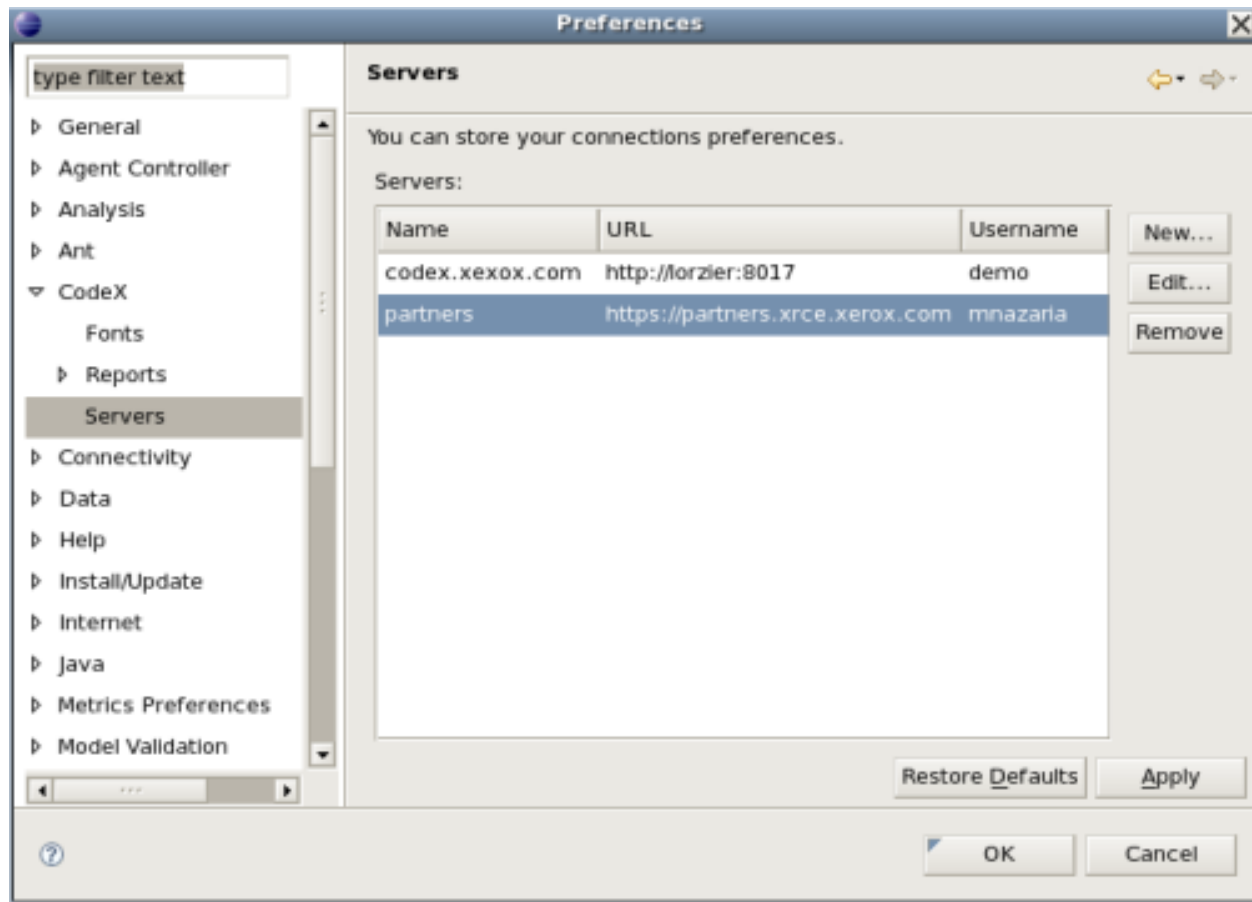 Preferences
type filter text
General
Agent Controller
Analysis
Ant
CodeX
Fonts
Reports
Servers
Connectivity
Data
Help
Install/Update
Internet
Java
Metrics Preferences
Model Validation
Servers
You can store your connections preferences.
Servers:
Name URL Username
codex.xexox.com http://lorzier:8017 demo
partners https://partners.xrce.xerox.com mnazaria
New...
Edit...
Remove
Restore Defaults Apply
OK Cancel